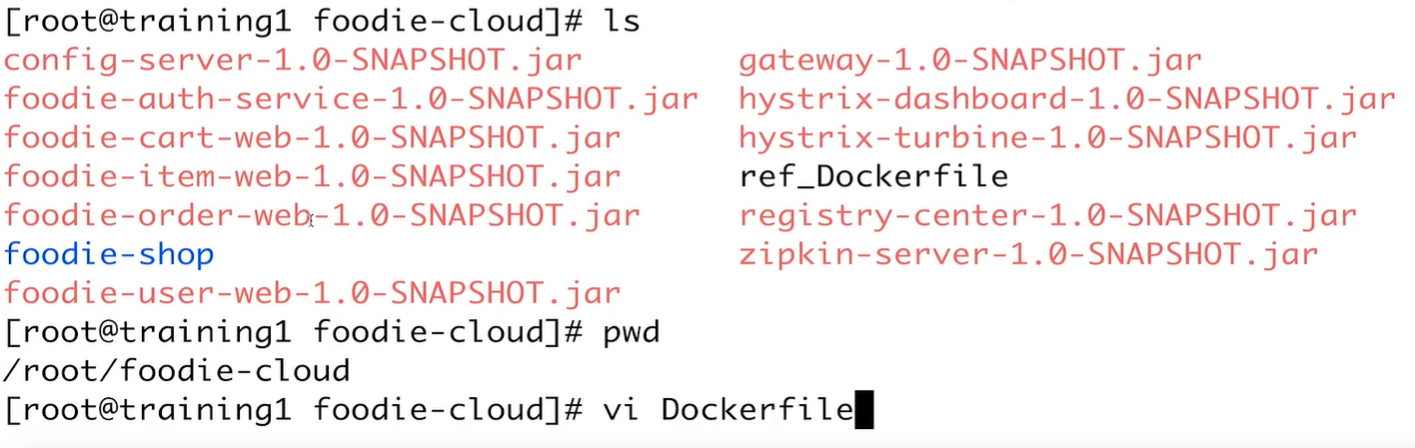 [root@training1 foodie-cloud]# ls
config-server-1.0-SNAPSHOT.jar gateway-1.0-SNAPSHOT.jar
foodie-auth-service-1.0-SNAPSHOT.jar hystrix-dashboard-1.0-SNAPSHOT.jar
foodie-cart-web-1.0-SNAPSHOT.jar hystrix-turbine-1.0-SNAPSHOT.jar
foodie-item-web-1.0-SNAPSHOT.jar ref_Dockerfile
foodie-order-web-1.0-SNAPSHOT.jar registry-center-1.0-SNAPSHOT.jar
foodie-shop zipkin-server-1.0-SNAPSHOT.jar
foodie-user-web-1.0-SNAPSHOT.jar
[root@training1 foodie-cloud]# pwd
/root/foodie-cloud
[root@training1 foodie-cloud]# vi Dockerfile